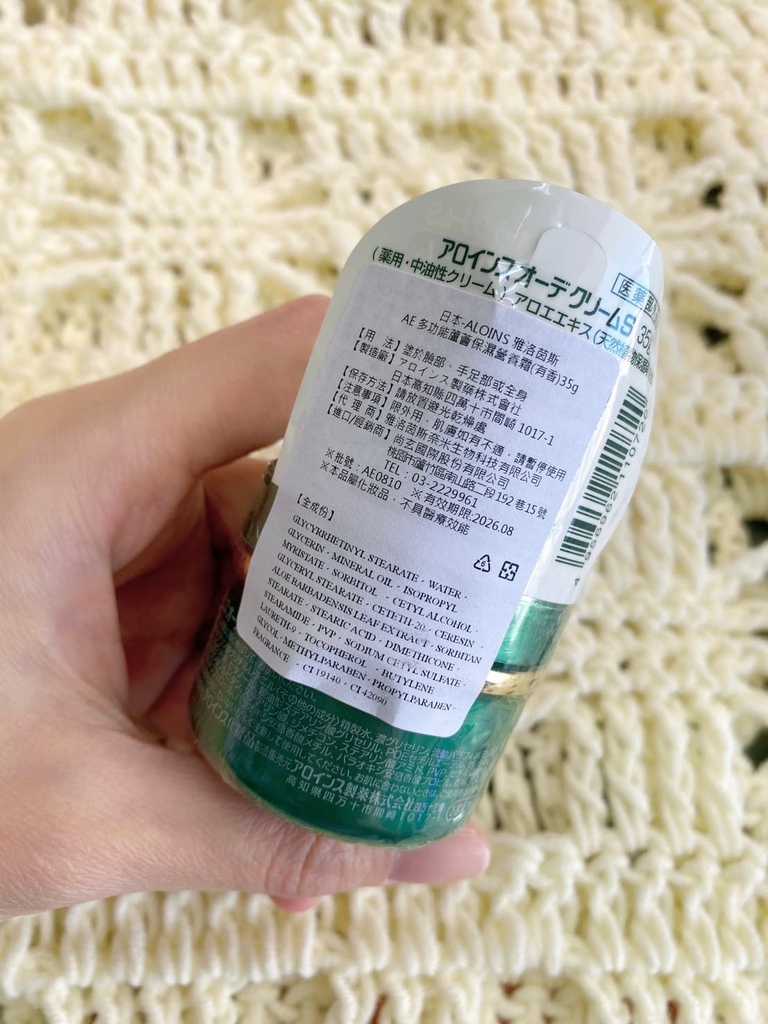 アロインスオーデクリームS 35g
医薬部
(薬用・中油性クリーム) アロエエキス(天然植物保湿
日本-ALOINS 雅洛茵斯
AE 多功能蘆薈保濕營養霜(有香)35g
【用　法】塗於臉部、手足部或全身
【製造廠】アロインス製藥株式會社
日本高知縣四萬十市間崎 1017-1
【保存方法】請放置避光乾燥處
【注意事項】限外用，肌膚如有不適，請暫停使用
【代 理 商】雅洛茵斯奈米生物科技有限公司
【進口/經銷商】尚玄國際股份有限公司
桃園市蘆竹區南山路二段192巷15號
TEL：03-2229961
※批號：AE0810 ※有效期限:2026.08
※本品屬化妝品，不具醫療效能
【全成份】
GLYCYRRHETINYL STEARATE、WATER、
GLYCERIN、MINERAL OIL、ISOPROPYL
MYRISTATE、SORBITOL、CETYL ALCOHOL、
GLYCERYL STEARATE、CETETH-20、CERESIN、
ALOE BARBADENSIS LEAF EXTRACT、SORBITAN
STEARATE、STEARIC ACID、DIMETHICONE、
STEARAMIDE、PVP、SODIUM CETYL SULFATE、
LAURETH-9、TOCOPHEROL、BUTYLENE
GLYCOL、METHYLPARABEN、PROPYLPARABEN、
FRAGRANCE、CI 19140、CI 42090
アロインス製薬株式会社
高知県四万十市間崎1017-1